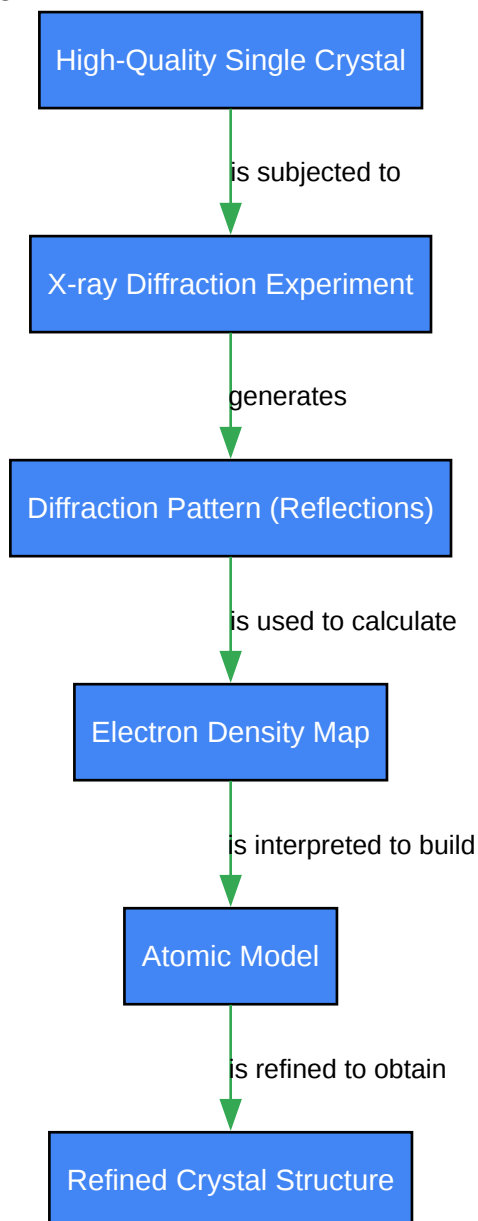 High-Quality Single Crystal
is subjected to
X-ray Diffraction Experiment
generates
Diffraction Pattern (Reflections)
is used to calculate
Electron Density Map
is interpreted to build
Atomic Model
is refined to obtain
Refined Crystal Structure